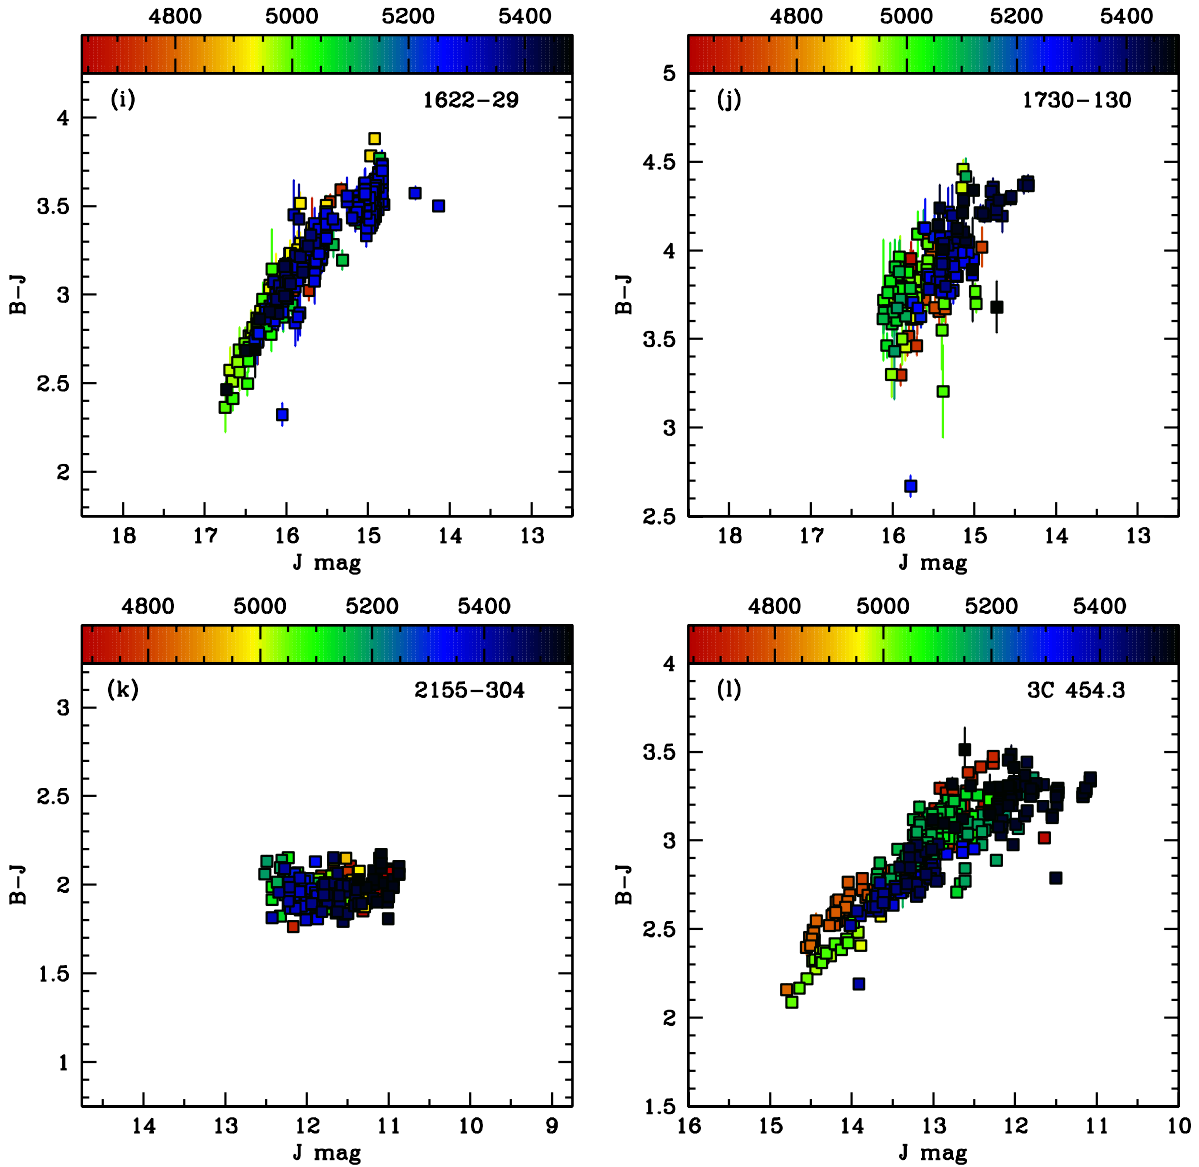 4800 5000 5200 5400
4800 5000 5200 5400
(i) 1622-29
4
3.5
3
2.5
2
B-J
18 17 16 15 14 13
J mag
5
(j) 1730-130
4.5
4
3.5
3
2.5
B-J
18 17 16 15 14 13
J mag
4800 5000 5200 5400
4800 5000 5200 5400
(k) 2155-304
3
2.5
2
1.5
1
B-J
14 13 12 11 10 9
J mag
4
(l) 3C 454.3
3.5
3
2.5
2
1.5
B-J
16 15 14 13 12 11 10
J mag